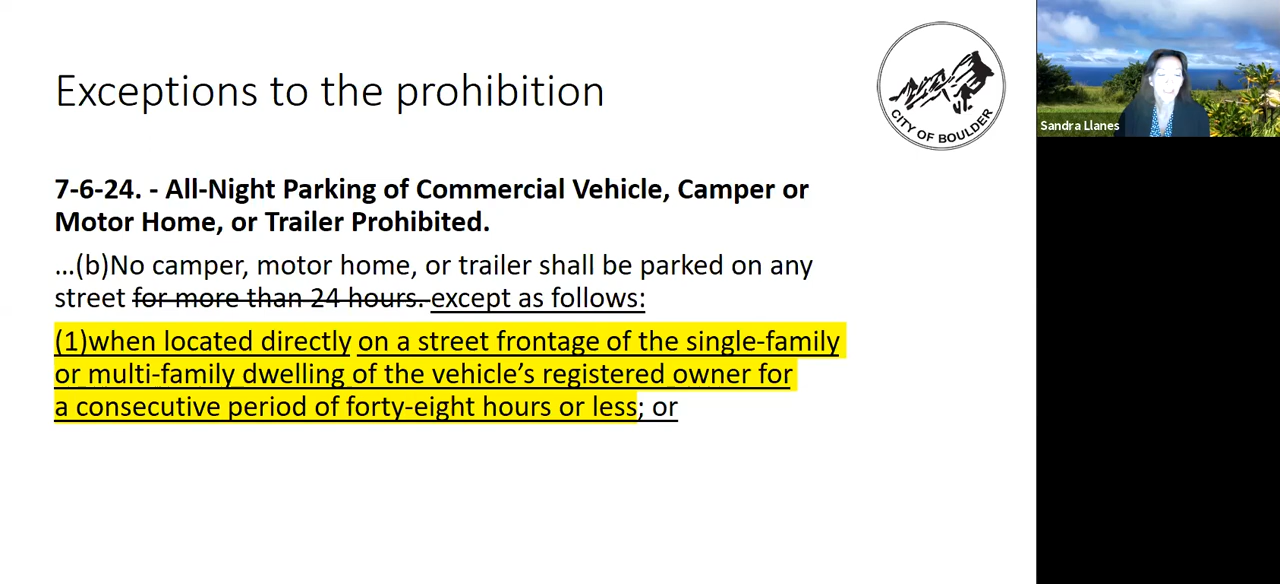 Exceptions to the prohibition
CITY OF BOULDER
Sandra Llanes
7-6-24. - All-Night Parking of Commercial Vehicle, Camper or
Motor Home, or Trailer Prohibited.
...(b)No camper, motor home, or trailer shall be parked on any
street for more than 24 hours. except as follows:
(1)when located directly on a street frontage of the single-family
or multi-family dwelling of the vehicle's registered owner for
a consecutive period of forty-eight hours or less; or